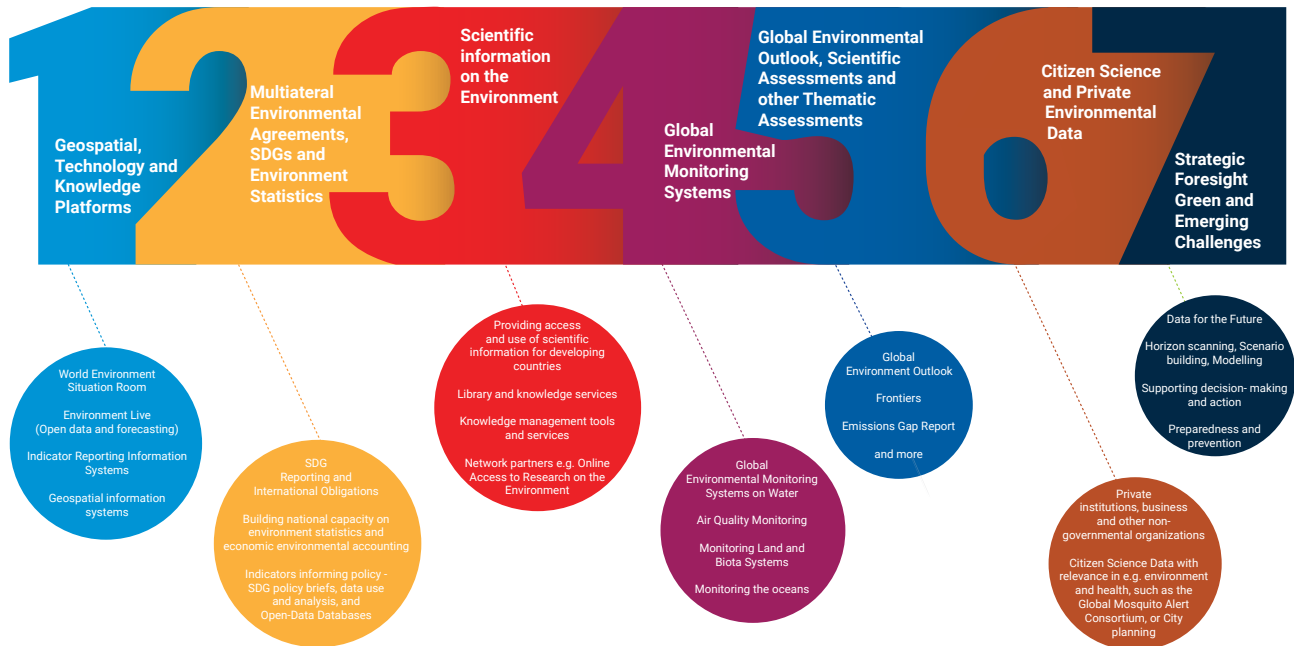 1
Geospatial,
Technology and
Knowledge
Platforms
2
Multiateral
Environmental
Agreements,
SDGs and
Environment
Statistics
3
Scientific
information
on the
Environment
4
Global
Environmental
Monitoring
Systems
5
Global Environmental
Outlook, Scientific
Assessments and
other Thematic
Assessments
6
Citizen Science
and Private
Environmental
Data
7
Strategic
Foresight
Green and
Emerging
Challenges
World Environment
Situation Room
Environment Live
(Open data and forecasting)
Indicator Reporting Information
Systems
Geospatial information
systems
SDG
Reporting and
International Obligations
Building national capacity on
environment statistics and
economic environmental accounting
Indicators informing policy -
SDG policy briefs, data use
and analysis, and
Open-Data Databases
Providing access
and use of scientific
information for developing
countries
Library and knowledge services
Knowledge management tools
and services
Network partners e.g. Online
Access to Research on the
Environment
Global
Environmental Monitoring
Systems on Water
Air Quality Monitoring
Monitoring Land and
Biota Systems
Monitoring the oceans
Global
Environment Outlook
Frontiers
Emissions Gap Report
and more
Private
institutions, business
and other non-
governmental organizations
Citizen Science Data with
relevance in e.g. environment
and health, such as the
Global Mosquito Alert
Consortium, or City
planning
Data for the Future
Horizon scanning, Scenario
building, Modelling
Supporting decision- making
and action
Preparedness and
prevention